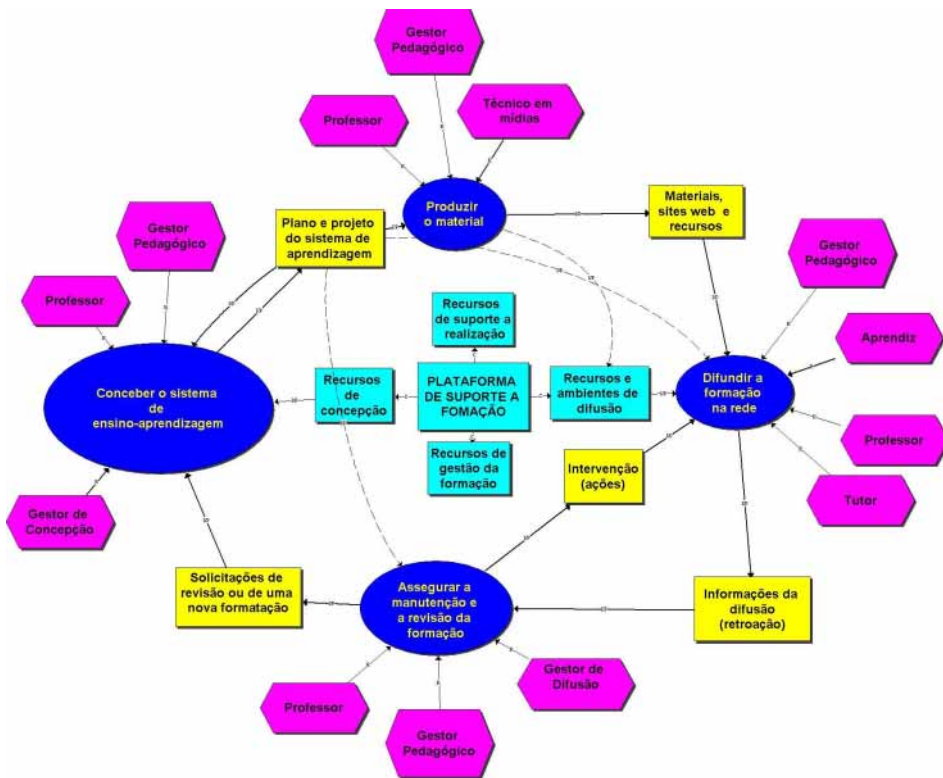 Gestor
Pedagógico
Professor
Técnico em
mídias
Produzir
o material
Materiais,
sites web e
recursos
Plano e projeto
do sistema de
aprendizagem
Gestor
Pedagógico
Professor
Gestor
Pedagógico
Aprendiz
Recursos
de suporte a
realização
Conceber o sistema
de
ensino-aprendizagem
Recursos
de
concepção
PLATAFORMA
DE SUPORTE A
FOMAÇÃO
Recursos e
ambientes de
difusão
Difundir a
formação
na rede
Professor
Recursos de
gestão da
formação
Intervenção
(ações)
Tutor
Gestor de
Concepção
Solicitações de
revisão ou de uma
nova formatação
Assegurar a
manutenção e
a revisão da
formação
Informações da
difusão
(retroação)
Gestor de
Difusão
Professor
Gestor
Pedagógico